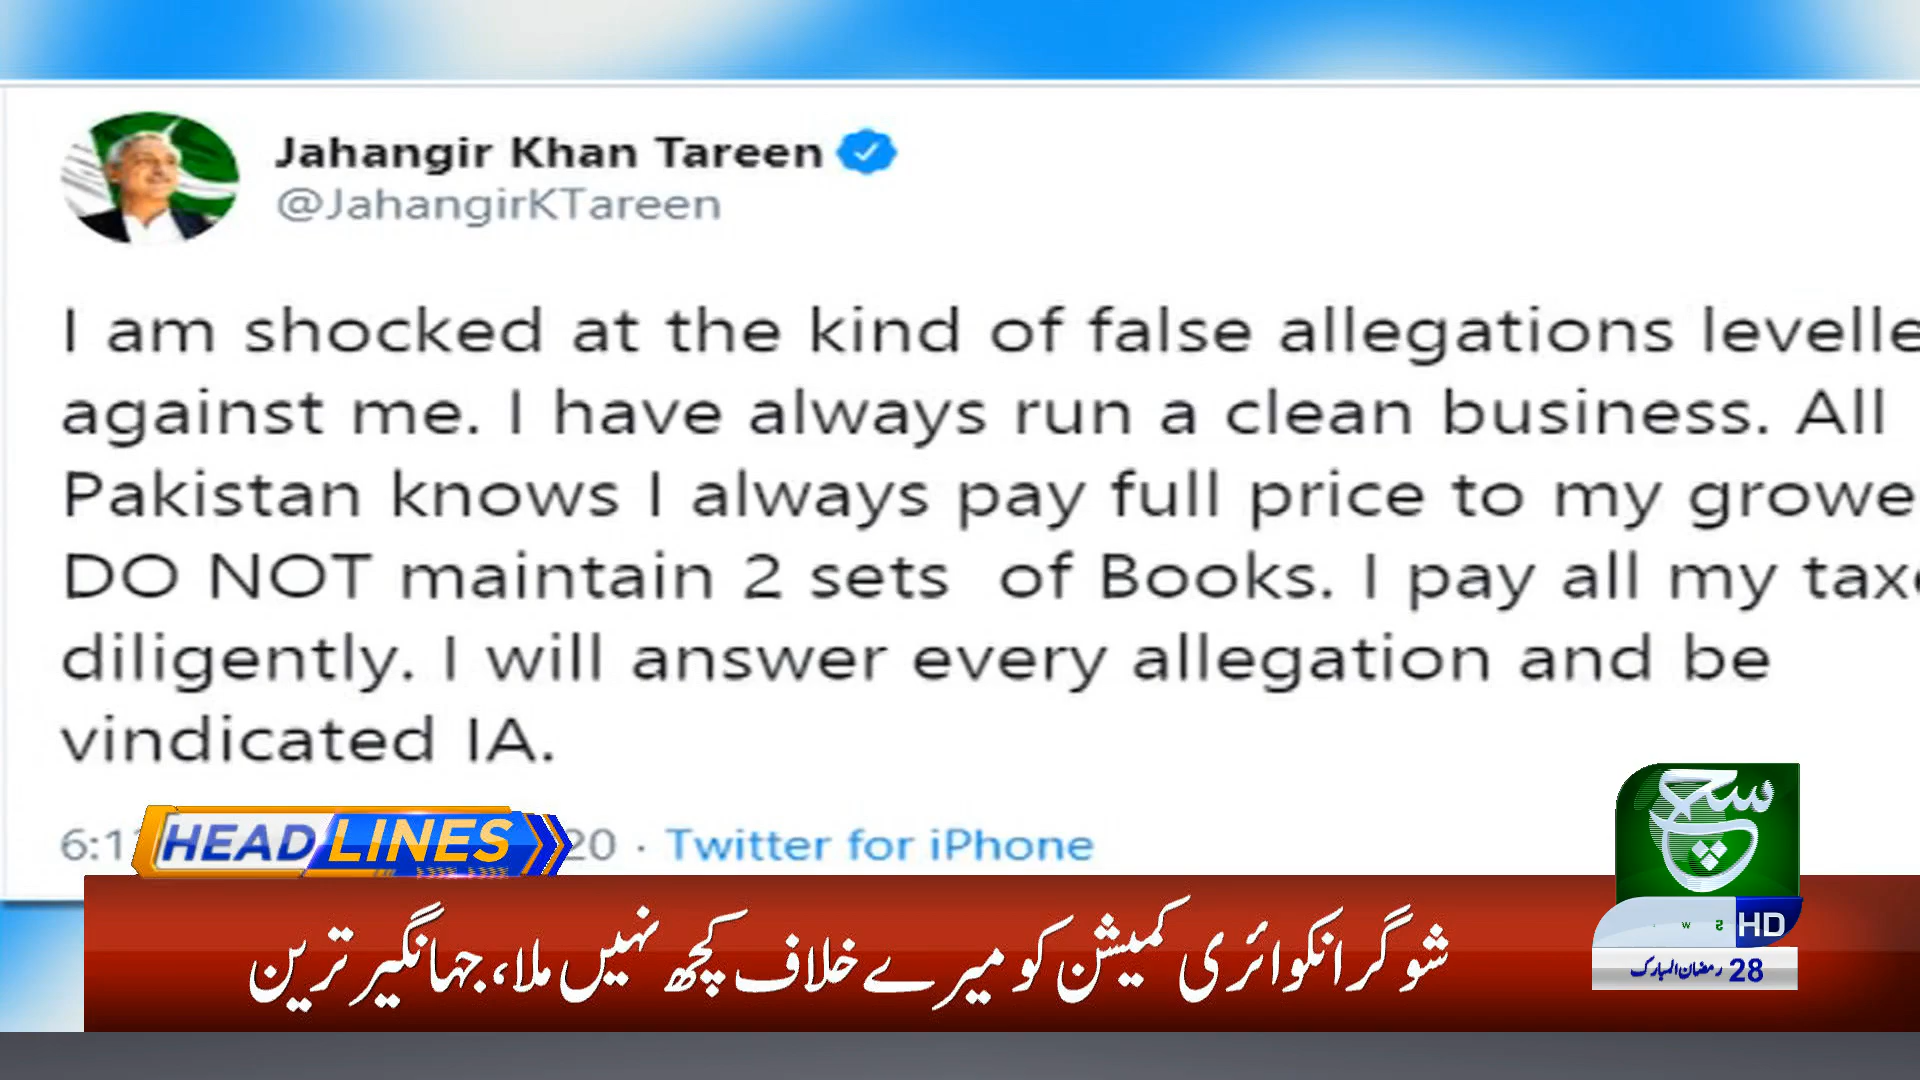 Jahangir Khan Tareen
@JahangirKTareen
I am shocked at the kind of false allegations levelle
against me. I have always run a clean business. All
Pakistan knows I always pay full price to my growe
DO NOT maintain 2 sets of Books. I pay all my taxe
diligently. I will answer every allegation and be
vindicated IA.
6:1 20 · Twitter for iPhone
HEADLINES
سچ
HD
شوگر انکوائری کمیشن کو میرے خلاف کچھ نہیں ملا، جہانگیر ترین
28 رمضان المبارک